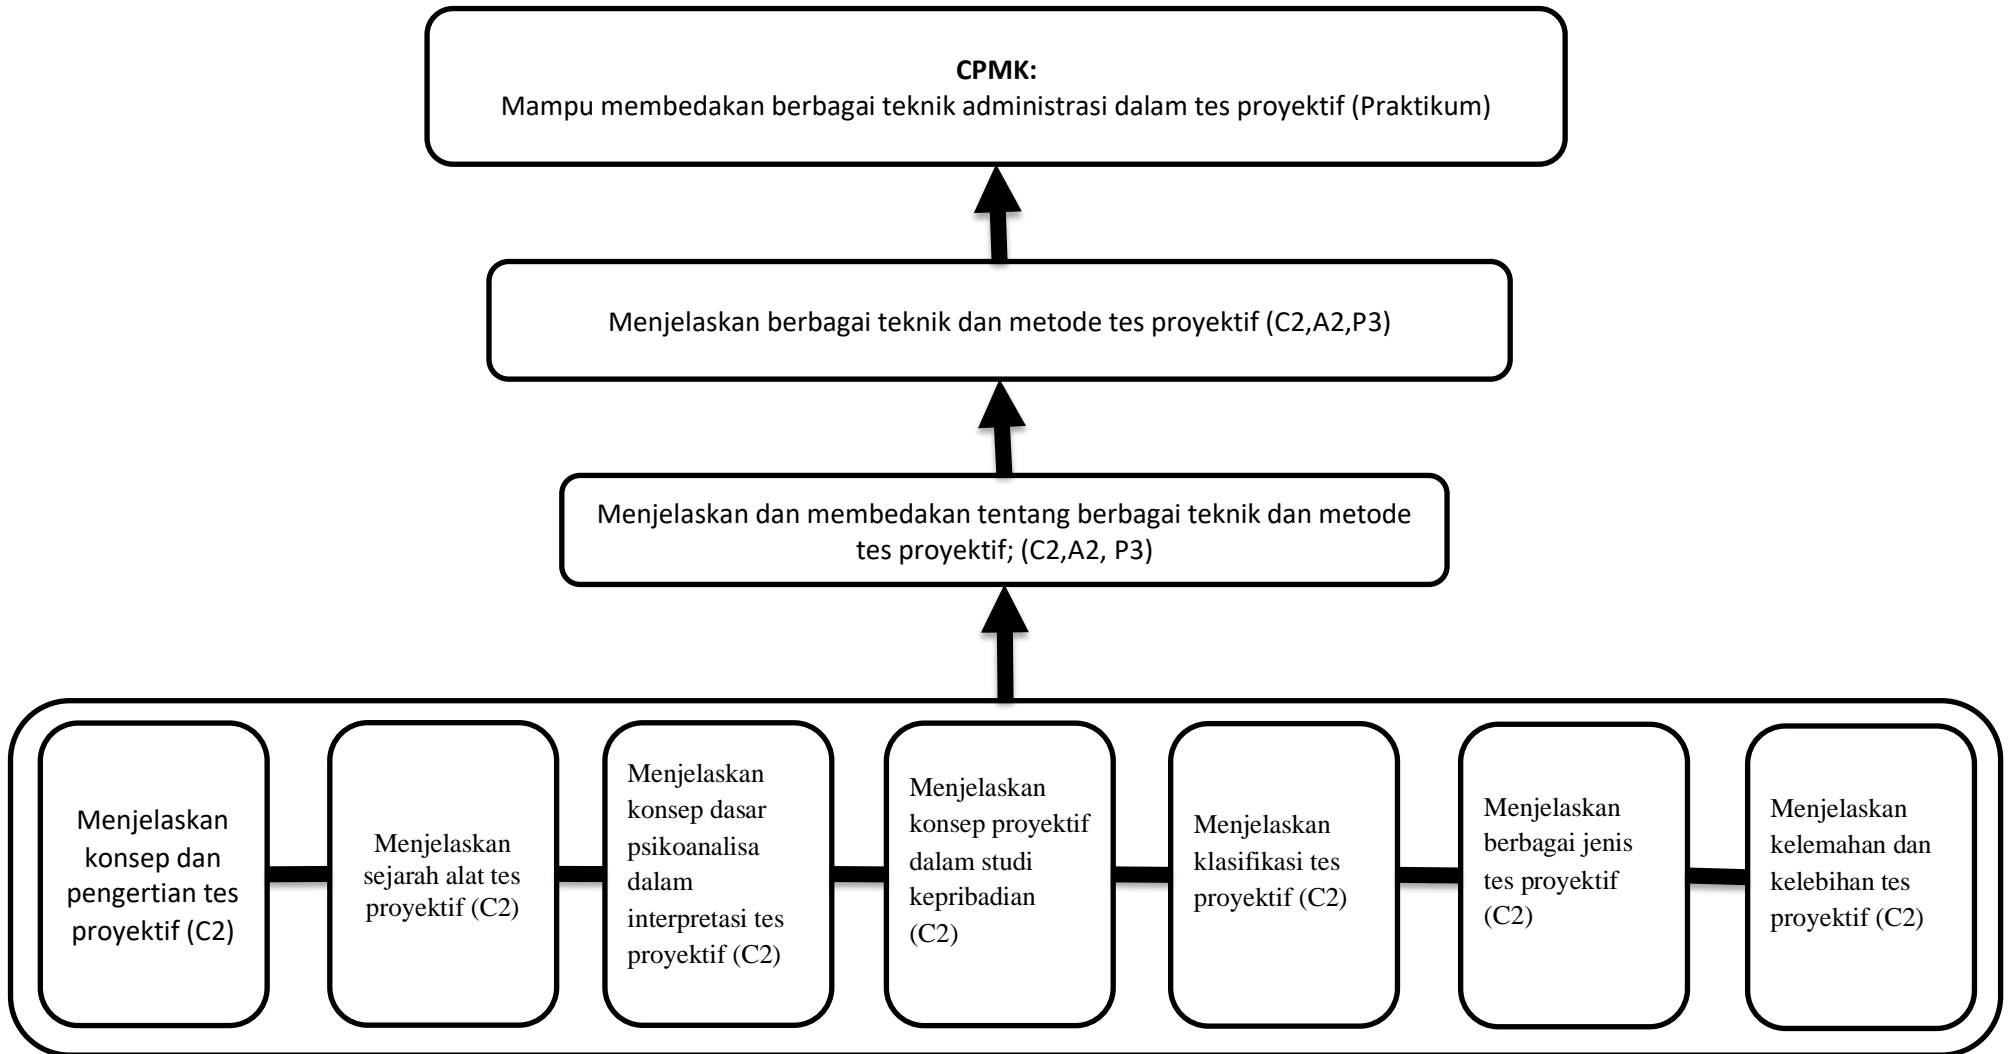 CPMK:
Mampu membedakan berbagai teknik administrasi dalam tes proyektif (Praktikum)
Menjelaskan berbagai teknik dan metode tes proyektif (C2,A2,P3)
Menjelaskan dan membedakan tentang berbagai teknik dan metode
tes proyektif; (C2,A2, P3)
Menjelaskan
konsep dan
pengertian tes
proyektif (C2)
Menjelaskan
sejarah alat tes
proyektif (C2)
Menjelaskan
konsep dasar
psikoanalisa
dalam
interpretasi tes
proyektif (C2)
Menjelaskan
konsep proyektif
dalam studi
kepribadian
(C2)
Menjelaskan
klasifikasi tes
proyektif (C2)
Menjelaskan
berbagai jenis
tes proyektif
(C2)
Menjelaskan
kelemahan dan
kelebihan tes
proyektif (C2)